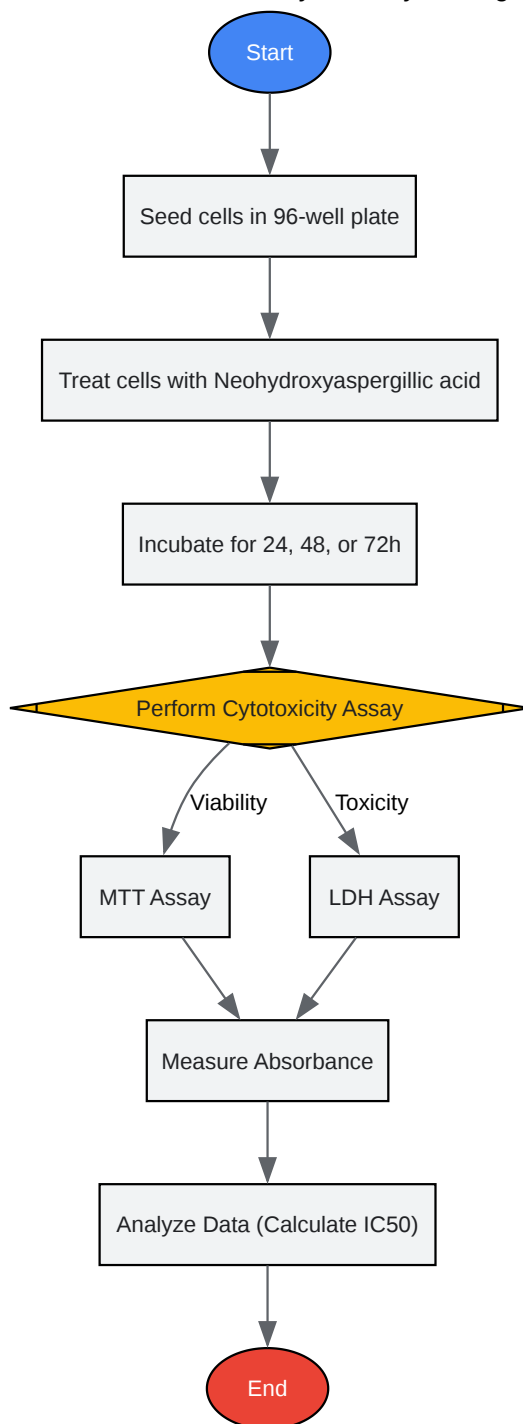 Start
Seed cells in 96-well plate
Treat cells with Neohydroxyaspergillic acid
Incubate for 24, 48, or 72h
Perform Cytotoxicity Assay
Viability
Toxicity
MTT Assay
LDH Assay
Measure Absorbance
Analyze Data (Calculate IC50)
End